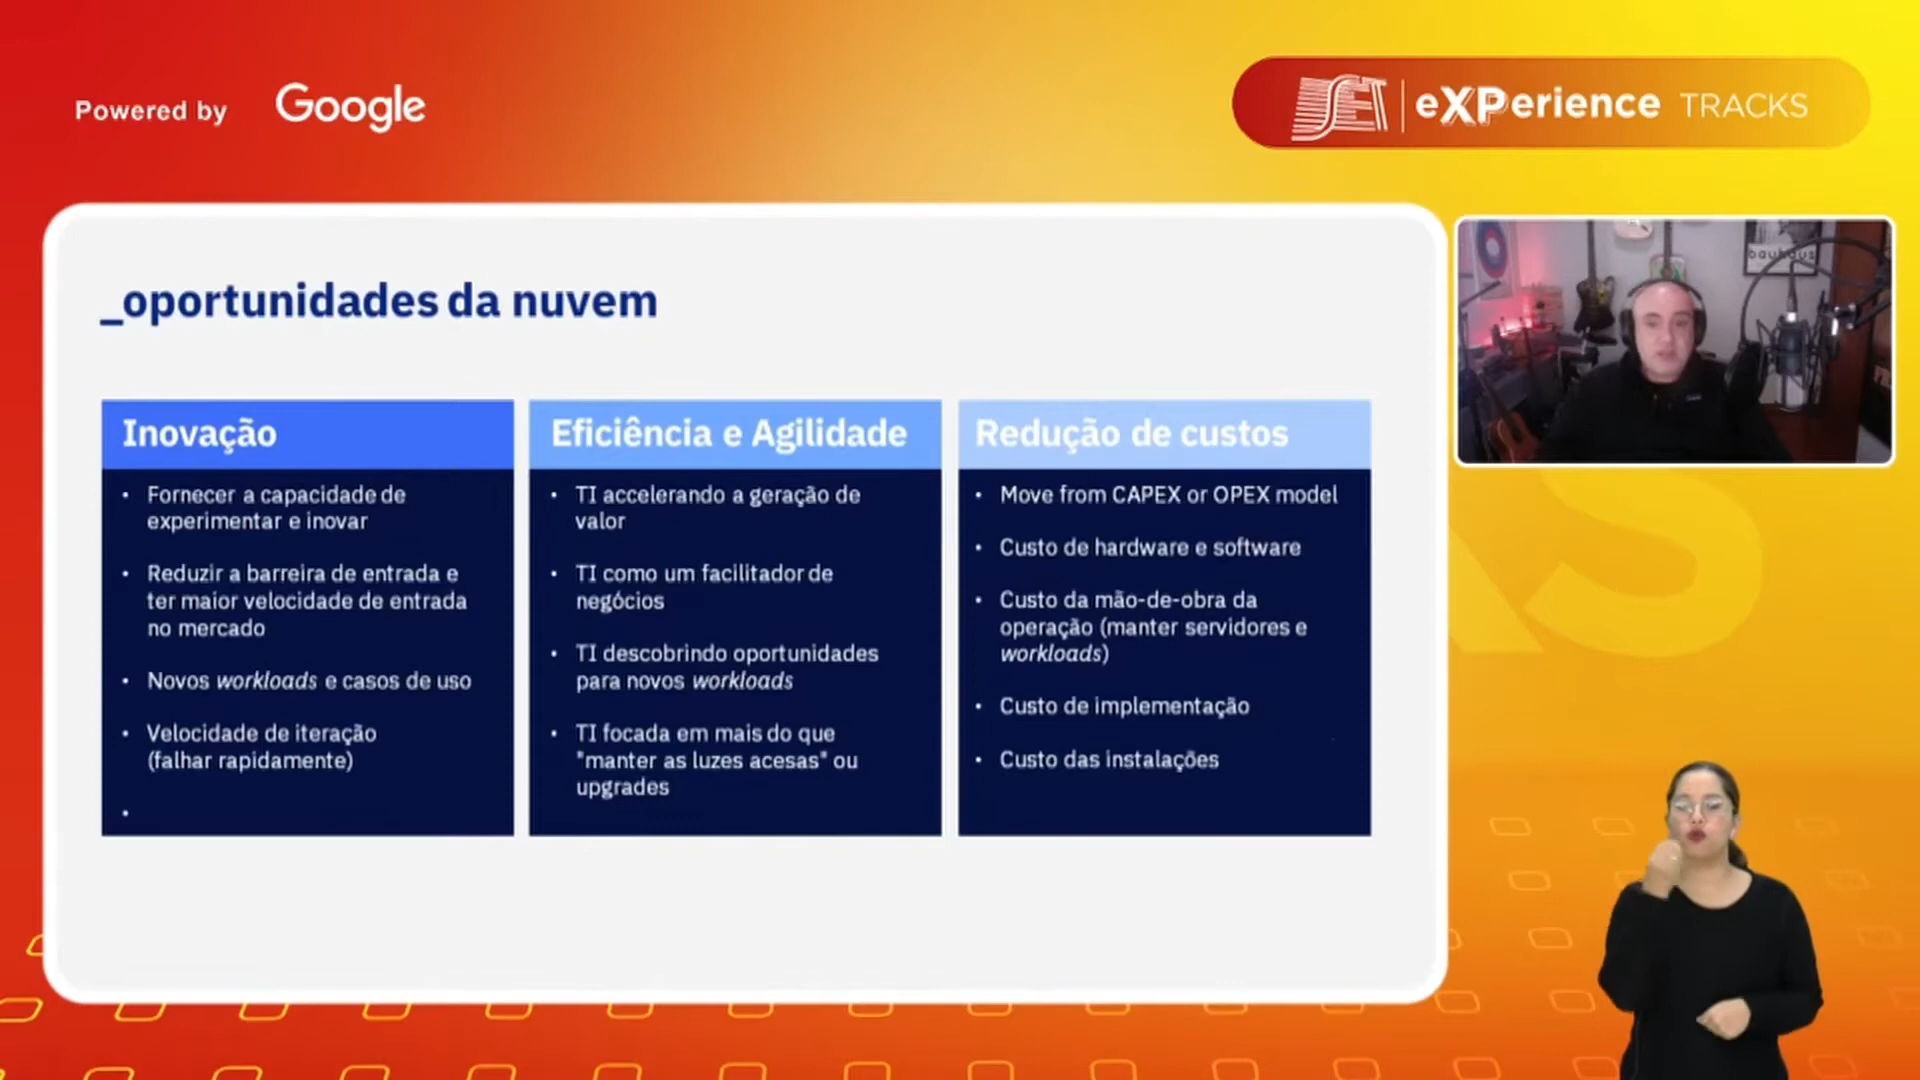 Powered by Google
SET eXPerience TRACKS
_oportunidades da nuvem
Inovação
• Fornecer a capacidade de
experimentar e inovar
• Reduzir a barreira de entrada e
ter maior velocidade de entrada
no mercado
• Novos workloads e casos de uso
• Velocidade de iteração
(falhar rapidamente)
•
Eficiência e Agilidade
• TI accelerando a geração de
valor
• TI como um facilitador de
negócios
• TI descobrindo oportunidades
para novos workloads
• TI focada em mais do que
"manter as luzes acesas" ou
upgrades
Redução de custos
• Move from CAPEX or OPEX model
• Custo de hardware e software
• Custo da mão-de-obra da
operação (manter servidores e
workloads)
• Custo de implementação
• Custo das instalações
bauhaus
AS